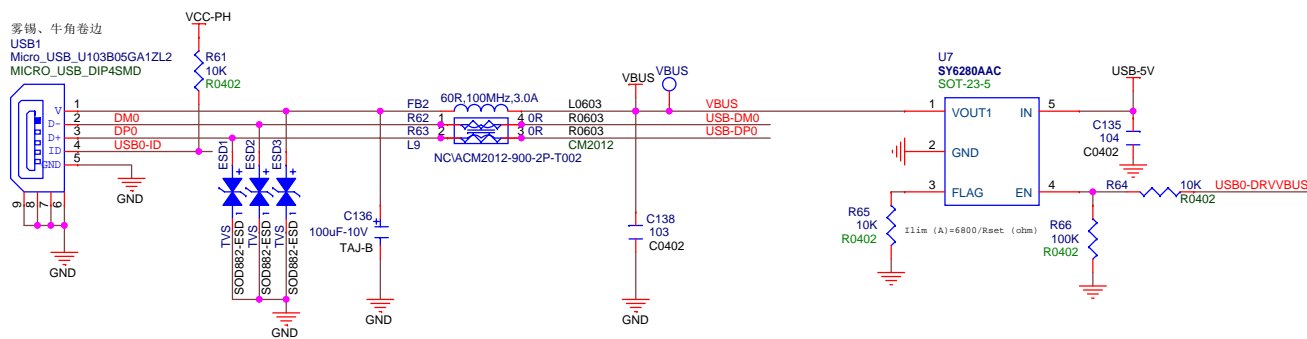 雾锡、牛角卷边
USB1
Micro_USB_U103B05GA1ZL2
MICRO_USB_DIP4SMD
V
D-
D+
ID
GND
1
2
3
4
5
9
8
7
6
DM0
DP0
USB0-ID
GND
GND
VCC-PH
R61
10K
R0402
ESD1
ESD2
ESD3
+
+
+
1
1
1
TVS
TVS
TVS
SOD882-ESD
SOD882-ESD
SOD882-ESD
GND
C136
+
100uF-10V
TAJ-B
GND
60R,100MHz,3.0A
FB2
L0603
R62
1
4
0R
R0603
R63
2
3
0R
R0603
L9
CM2012
NC\ACM2012-900-2P-T002
VBUS
VBUS
VBUS
USB-DM0
USB-DP0
C138
103
C0402
GND
U7
SY6280AAC
SOT-23-5
1
VOUT1
IN
5
2
GND
3
FLAG
EN
4
R65
10K
R0402
Ilim (A)=6800/Rset (ohm)
USB-5V
C135
104
C0402
GND
R64
10K
R0402
USB0-DRVVBUS
R66
100K
R0402